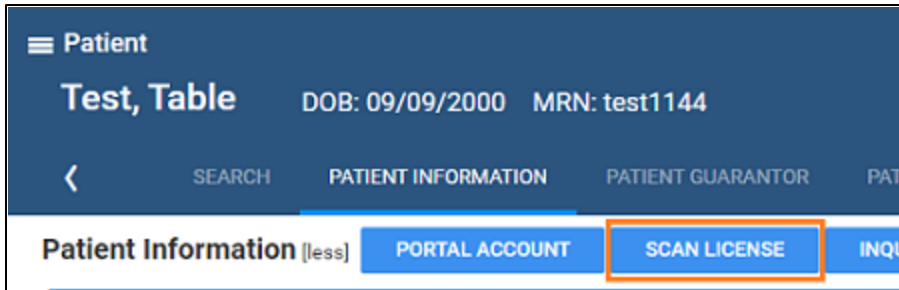 Patient
Test, Table DOB: 09/09/2000 MRN: test1144
SEARCH PATIENT INFORMATION PATIENT GUARANTOR
Patient Information [less] PORTAL ACCOUNT SCAN LICENSE